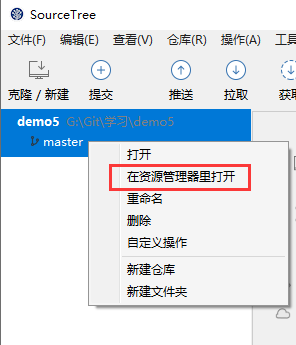 SourceTree
文件(F) 编辑(E) 查看(V) 仓库(R) 操作(A) 工具
克隆 / 新建 提交 推送 拉取 获取
demo5 G:\Git\学习\demo5
master
打开
在资源管理器里打开
重命名
删除
自定义操作
新建仓库
新建文件夹